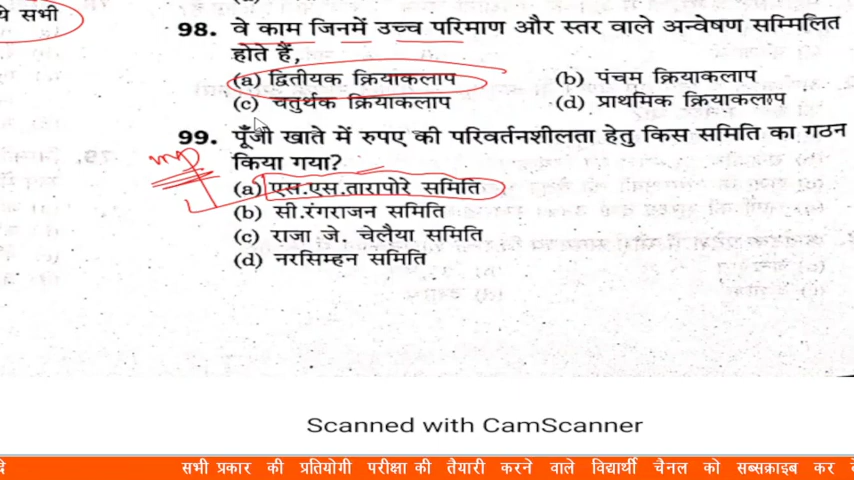 ये सभी
98. वे काम जिनमें उच्च परिमाण और स्तर वाले अन्वेषण सम्मिलित
होते हैं,
(a) द्वितीयक क्रियाकलाप (b) पंचम क्रियाकलाप
(c) चतुर्थक क्रियाकलाप (d) प्राथमिक क्रियाकलाप
99. पूँजी खाते में रुपए की परिवर्तनशीलता हेतु किस समिति का गठन
किया गया?
(a) एस.एस.तारापोरे समिति
(b) सी.रंगराजन समिति
(c) राजा जे. चेलैया समिति
(d) नरसिम्हन समिति
Scanned with CamScanner
सभी प्रकार की प्रतियोगी परीक्षा की तैयारी करने वाले विद्यार्थी चैनल को सब्सक्राइब कर